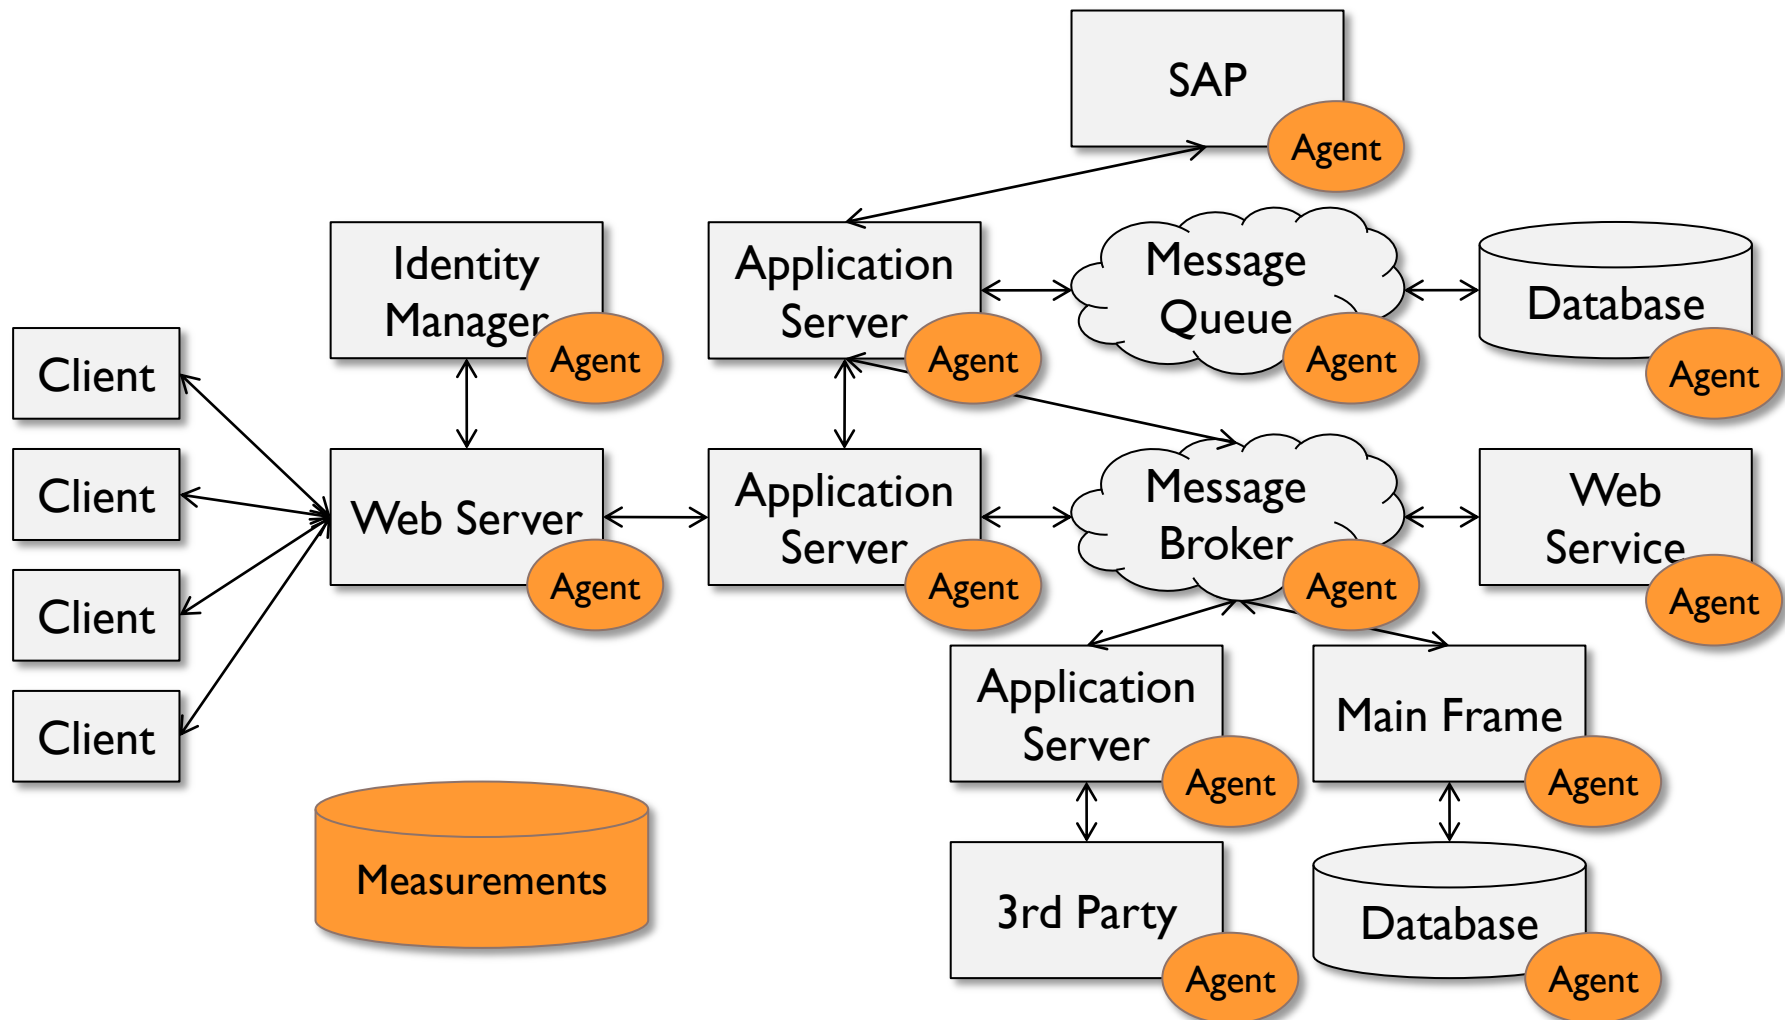 SAP
Agent
Identity
Manager
Agent
Application
Server
Agent
Message
Queue
Agent
Database
Agent
Client
Client
Client
Client
Web Server
Agent
Application
Server
Agent
Message
Broker
Agent
Web
Service
Agent
Application
Server
Agent
Main Frame
Agent
Measurements
3rd Party
Agent
Database
Agent